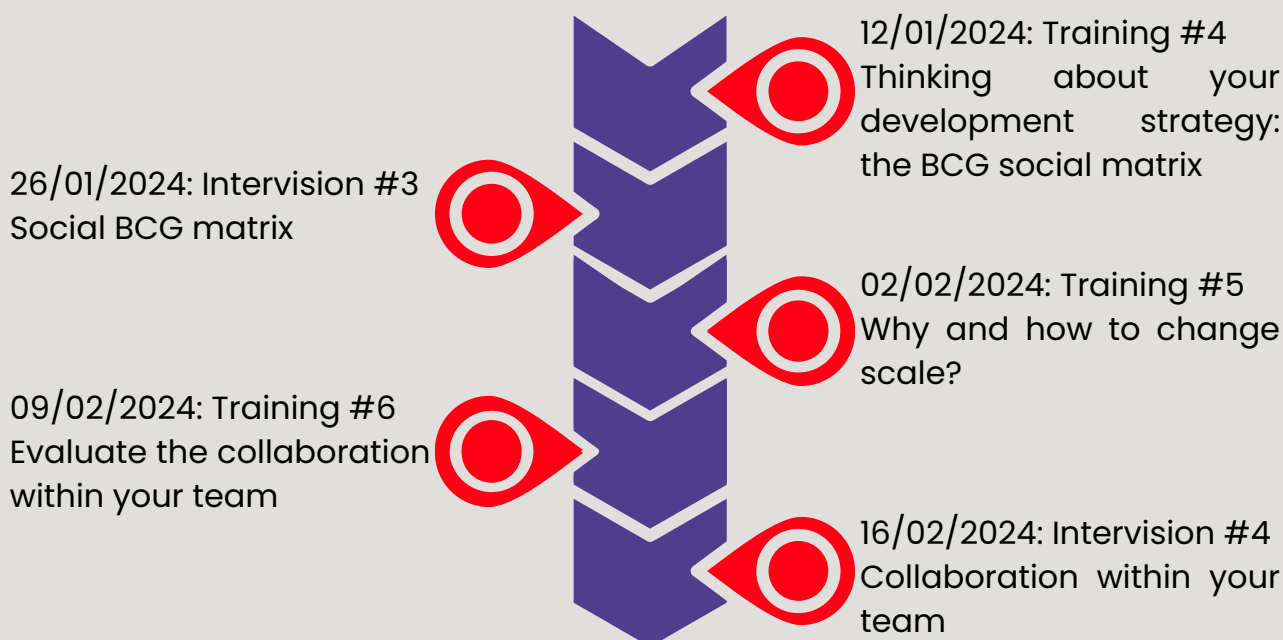 12/01/2024: Training #4
Thinking about your
development strategy:
the BCG social matrix
26/01/2024: Intervision #3
Social BCG matrix
02/02/2024: Training #5
Why and how to change
scale?
09/02/2024: Training #6
Evaluate the collaboration
within your team
16/02/2024: Intervision #4
Collaboration within your
team